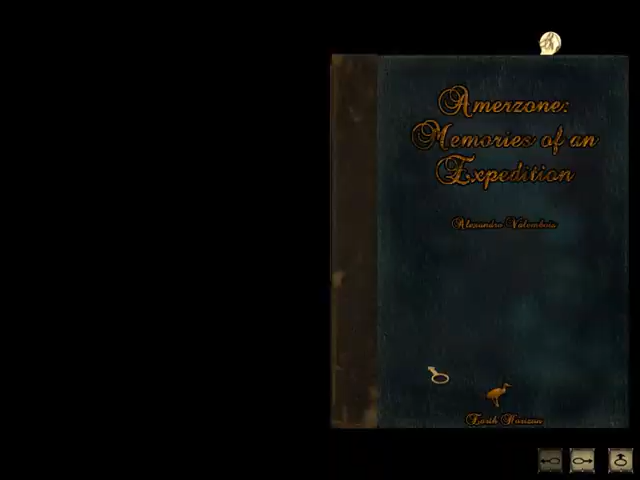 Amerzone:
Memories of an
Expedition
Alexandre Valembois
Earth Horizon